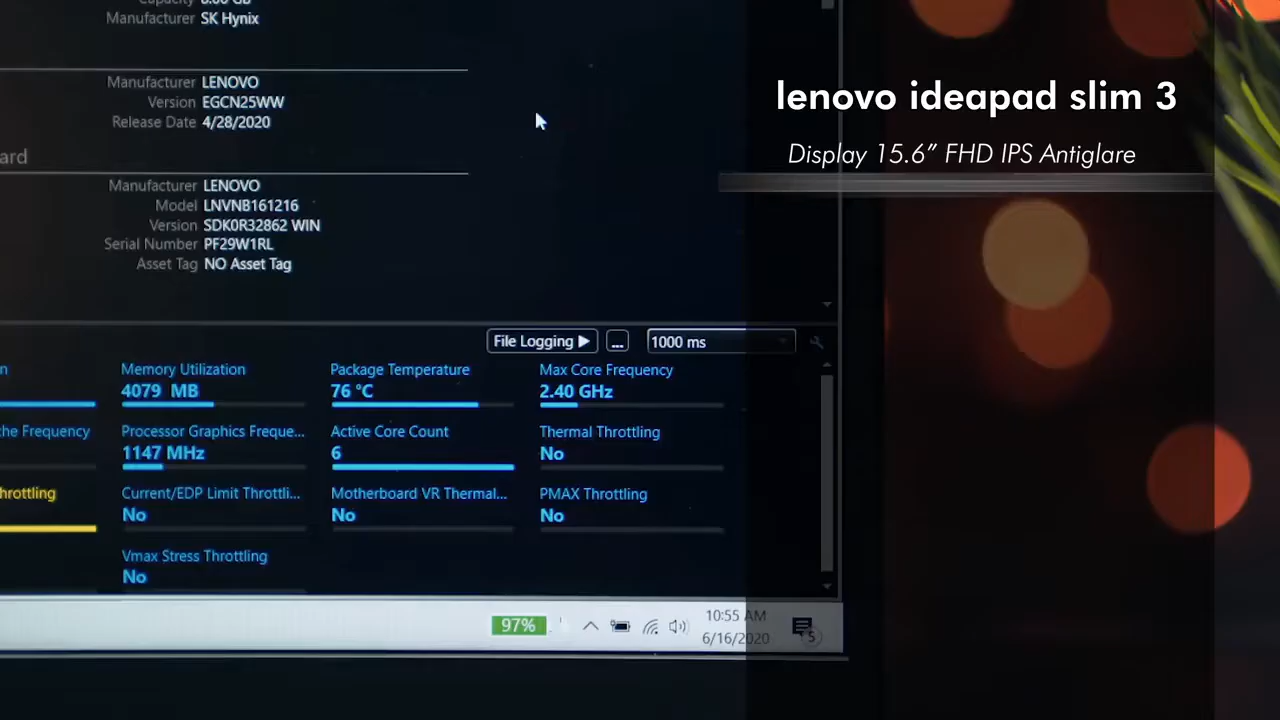 Manufacturer SK Hynix
Manufacturer LENOVO
Version EGCN25WW
Release Date 4/28/2020
ard
Manufacturer LENOVO
Model LNVNB161216
Version SDK0R32862 WIN
Serial Number PF29W1RL
Asset Tag NO Asset Tag
lenovo ideapad slim 3
Display 15.6” FHD IPS Antiglare
File Logging ... 1000 ms
Memory Utilization Package Temperature Max Core Frequency
4079 MB 76 °C 2.40 GHz
he Frequency Processor Graphics Freque... Active Core Count Thermal Throttling
1147 MHz 6 No
hrottling Current/EDP Limit Throttli... Motherboard VR Thermal... PMAX Throttling
No No No
Vmax Stress Throttling
No
97% 10:55 AM
6/16/2020 5